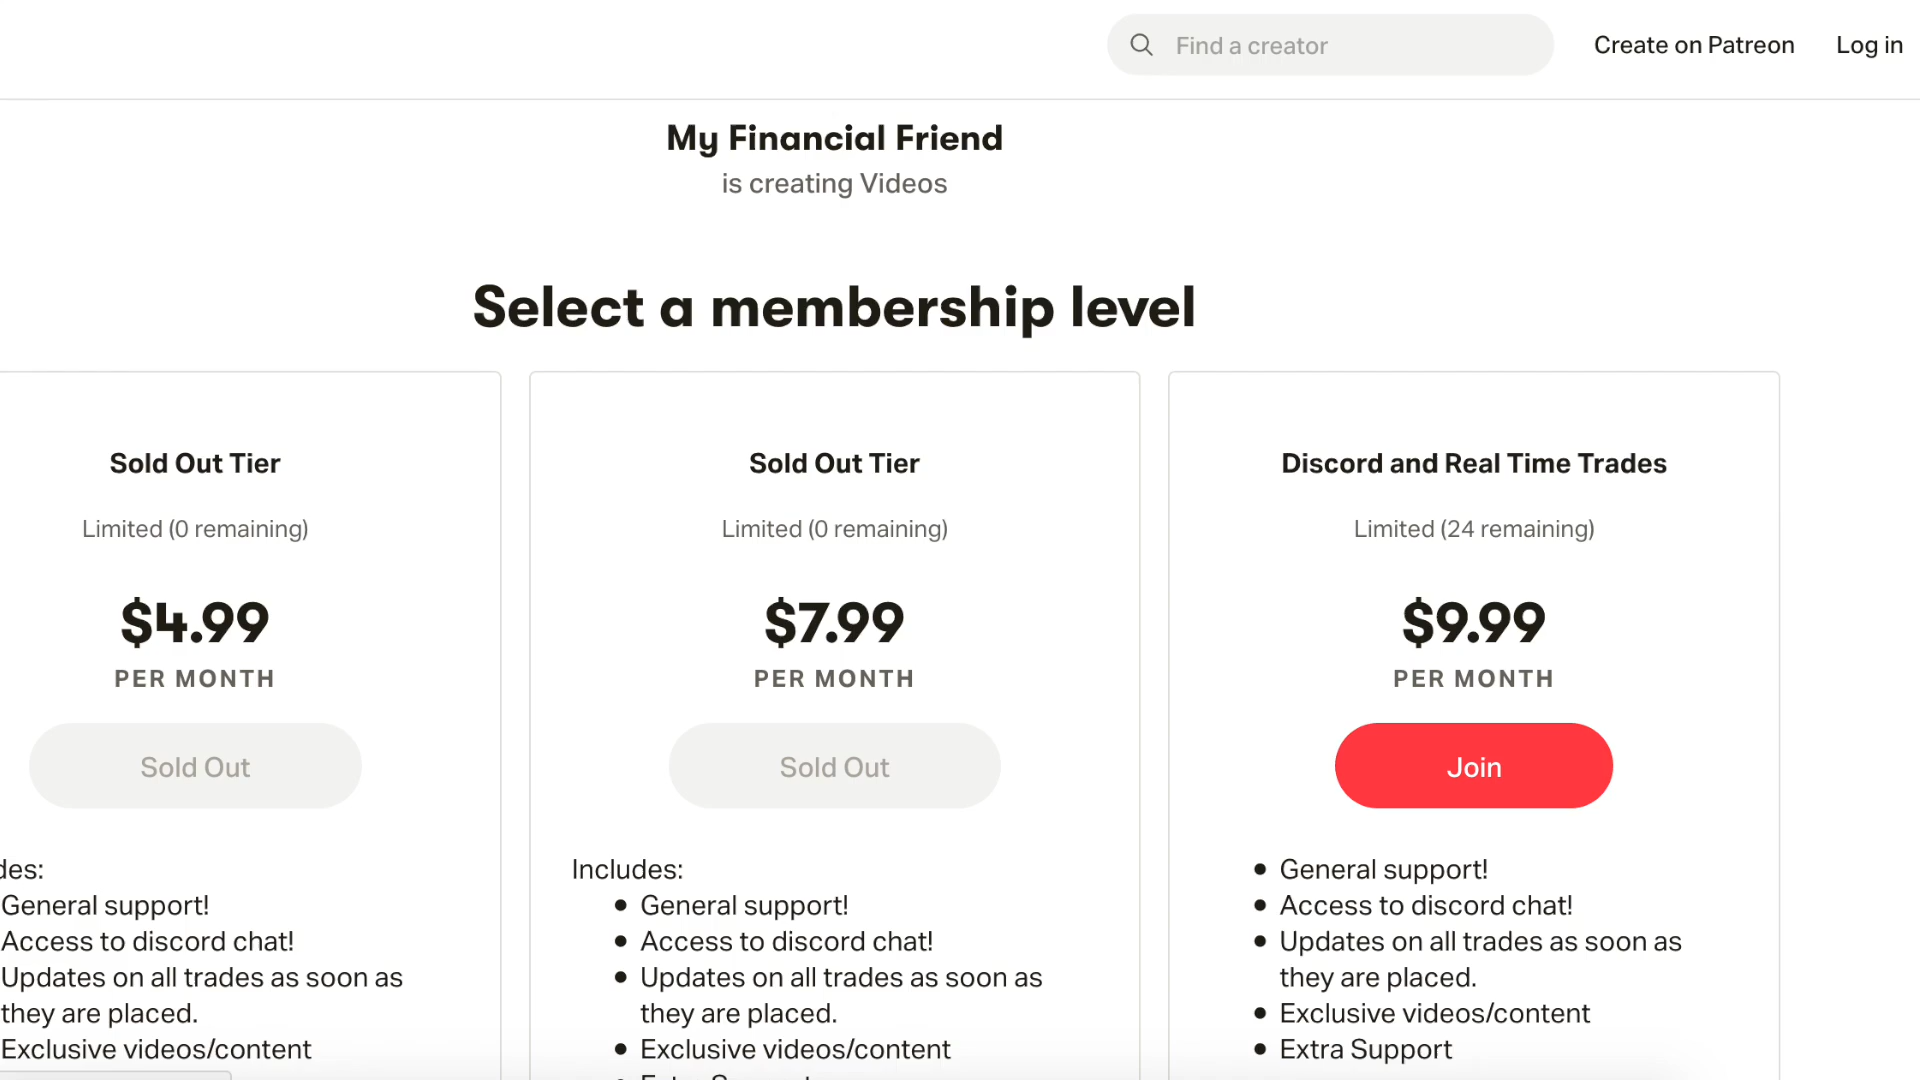 Find a creator
Create on Patreon
Log in
My Financial Friend
is creating Videos
Select a membership level
Sold Out Tier
Limited (0 remaining)
$4.99
PER MONTH
Sold Out
des:
General support!
Access to discord chat!
Updates on all trades as soon as
they are placed.
Exclusive videos/content
Sold Out Tier
Limited (0 remaining)
$7.99
PER MONTH
Sold Out
Includes:
General support!
Access to discord chat!
Updates on all trades as soon as
they are placed.
Exclusive videos/content
Discord and Real Time Trades
Limited (24 remaining)
$9.99
PER MONTH
Join
General support!
Access to discord chat!
Updates on all trades as soon as
they are placed.
Exclusive videos/content
Extra Support